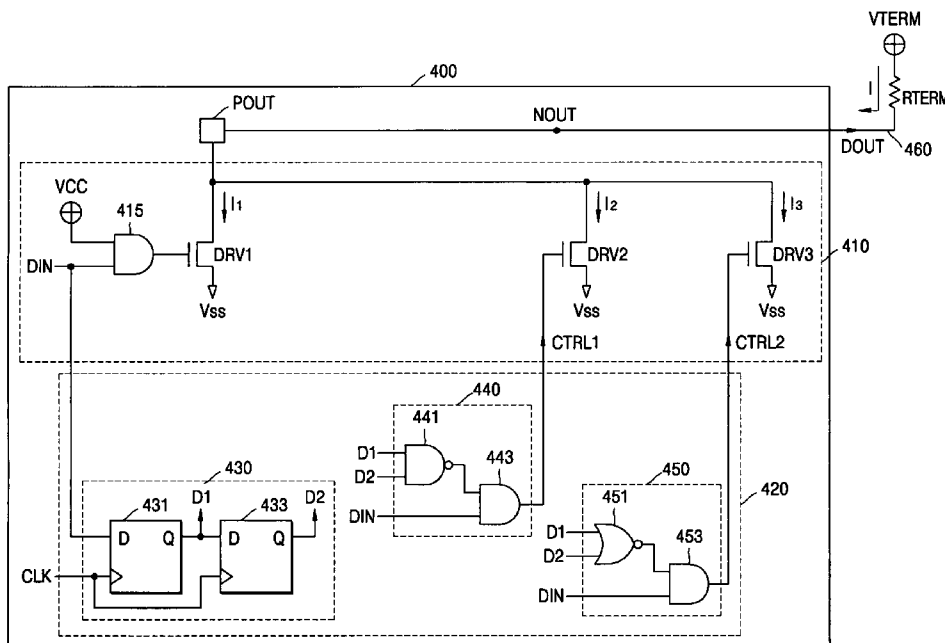 VTERM
400
POUT
NOUT
I
RTERM
DOUT
460
VCC
415
I1
I2
I3
DIN
DRV1
DRV2
DRV3
410
Vss
Vss
Vss
CTRL1
CTRL2
440
441
D1
D2
443
DIN
430
D1
D2
431
433
D Q
D Q
CLK
450
451
420
D1
D2
453
DIN